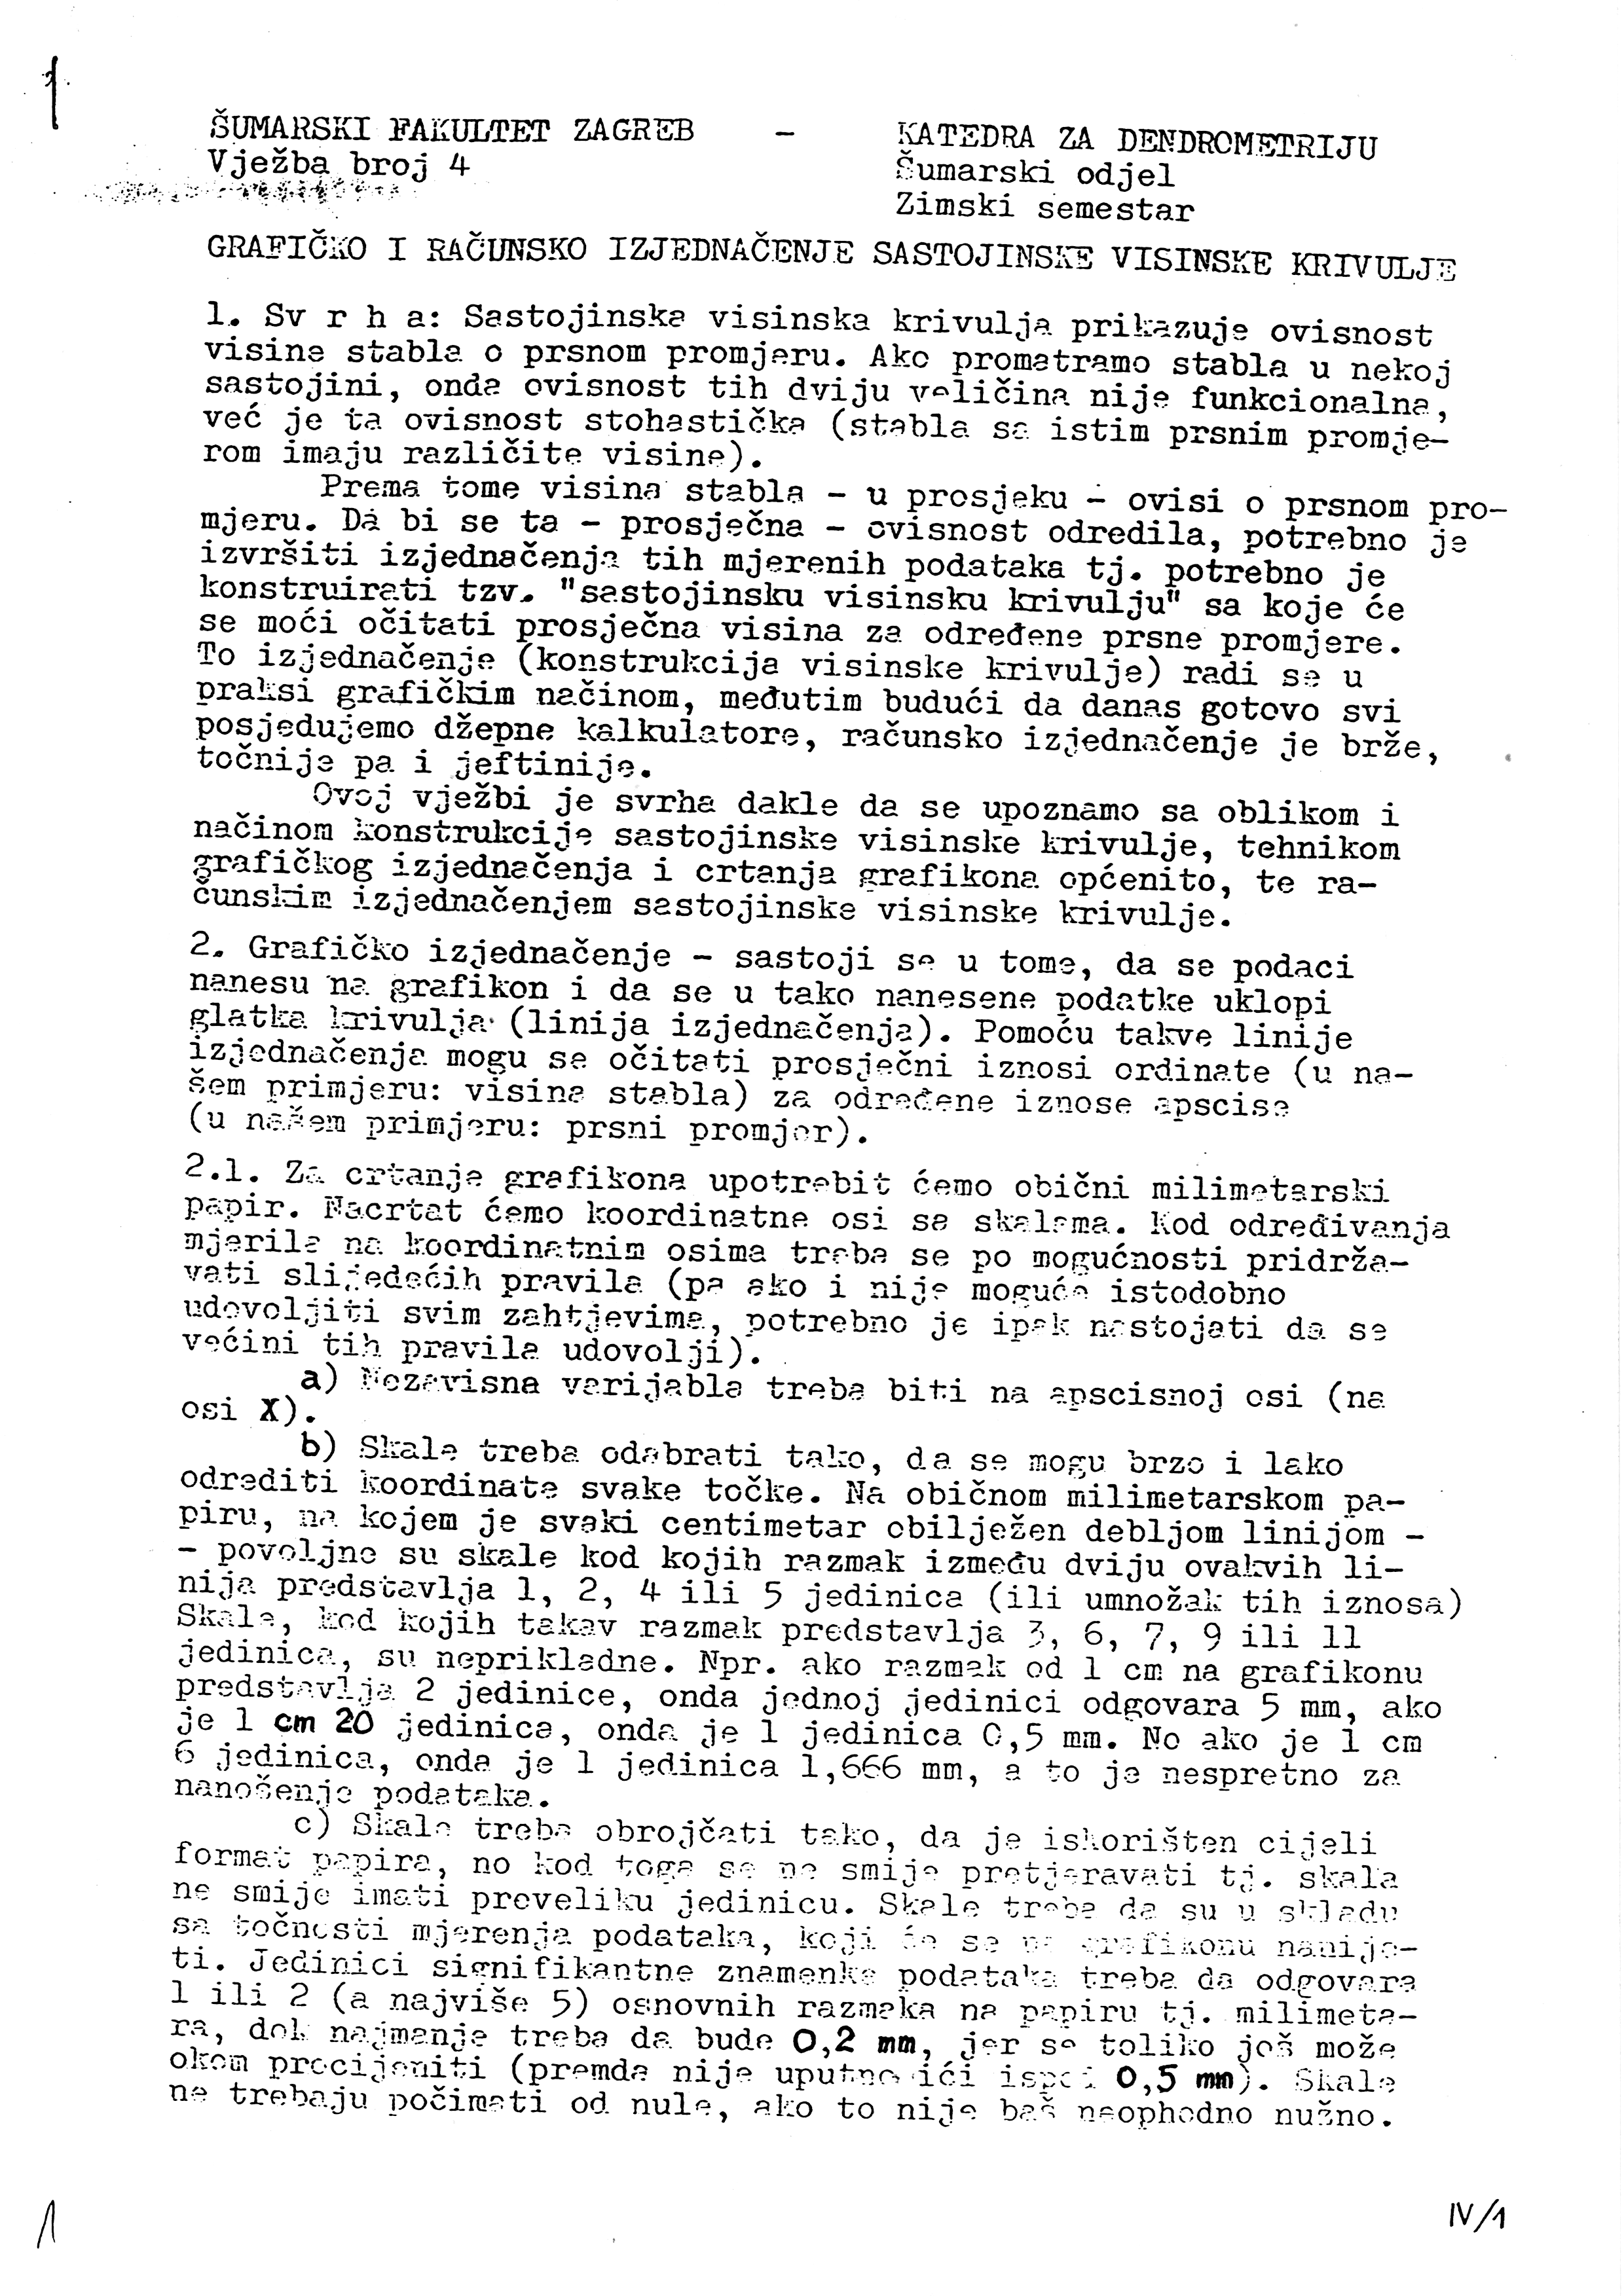 1
ŠUMARSKI FAKULTET ZAGREB - KATEDRA ZA DENDROMETRIJU
Vježba broj 4
Šumarski odjel
Zimski semestar
GRAFIČKO I RAČUNSKO IZJEDNAČENJE SASTOJINSKE VISINSKE KRIVULJE
1. Sv r h a: Sastojinska visinska krivulja prikazuje ovisnost
visine stabla o prsnom promjeru. Ako promatramo stabla u nekoj
sastojini, onda ovisnost tih dviju veličina nije funkcionalna,
već je ta ovisnost stohastička (stabla sa istim prsnim promje-
rom imaju različite visine).
Prema tome visina stabla - u prosjeku - ovisi o prsnom pro-
mjeru. Da bi se ta - prosječna - ovisnost odredila, potrebno je
izvršiti izjednačenja tih mjerenih podataka tj. potrebno je
konstruirati tzv. "sastojinsku visinsku krivulju" sa koje će
se moći očitati prosječna visina za određene prsne promjere.
To izjednačenje (konstrukcija visinske krivulje) radi se u
praksi grafičkim načinom, međutim budući da danas gotovo svi
posjedujemo džepne kalkulatore, računsko izjednačenje je brže,
točnije pa i jeftinije.
Ovoj vježbi je svrha dakle da se upoznamo sa oblikom i
načinom konstrukcije sastojinske visinske krivulje, tehnikom
grafičkog izjednačenja i crtanja grafikona općenito, te ra-
čunskim izjednačenjem sastojinske visinske krivulje.
2. Grafičko izjednačenje - sastoji se u tome, da se podaci
nanesu na grafikon i da se u tako nanesene podatke uklopi
glatka krivulja (linija izjednačenja). Pomoću takve linije
izjednačenja mogu se očitati prosječni iznosi ordinate (u na-
šem primjeru: visina stabla) za određene iznose apscise
(u našem primjeru: prsni promjer).
2.1. Za crtanje grafikona upotrebit ćemo obični milimetarski
papir. Nacrtat ćemo koordinatne osi sa skalama. Kod određivanja
mjerila na koordinatnim osima treba se po mogućnosti pridrža-
vati slijedećih pravila (pa ako i nije moguće istodobno
udovoljiti svim zahtjevima, potrebno je ipak nastojati da se
većini tih pravila udovolji).
a) Nezavisna varijabla treba biti na apscisnoj osi (na
osi X).
b) Skale treba odabrati tako, da se mogu brzo i lako
odrediti koordinate svake točke. Na običnom milimetarskom pa-
piru, na kojem je svaki centimetar obilježen debljom linijom -
- povoljne su skale kod kojih razmak između dviju ovakvih li-
nija predstavlja 1, 2, 4 ili 5 jedinica (ili umnožak tih iznosa)
Skale, kod kojih takav razmak predstavlja 3, 6, 7, 9 ili 11
jedinica, su neprikladne. Npr. ako razmak od 1 cm na grafikonu
predstavlja 2 jedinice, onda jednoj jedinici odgovara 5 mm, ako
je 1 cm 20 jedinica, onda je 1 jedinica 0,5 mm. No ako je 1 cm
6 jedinica, onda je 1 jedinica 1,666 mm, a to je nespretno za
nanošenje podataka.
c) Skale treba obrojčati tako, da je iskorišten cijeli
format papira, no kod toga se ne smije pretjeravati tj. skala
ne smije imati preveliku jedinicu. Skale treba da su u skladu
sa točnosti mjerenja podataka, koji će se na grafikonu nanije-
ti. Jedinici signifikantne znamenke podataka treba da odgovara
1 ili 2 (a najviše 5) osnovnih razmaka na papiru tj. milimeta-
ra, dok najmanje treba da bude 0,2 mm, jer se toliko još može
okom procijeniti (premda nije uputno ići ispod 0,5 mm). Skale
ne trebaju počimati od nule, ako to nije baš neophodno nužno.
1
IV/1